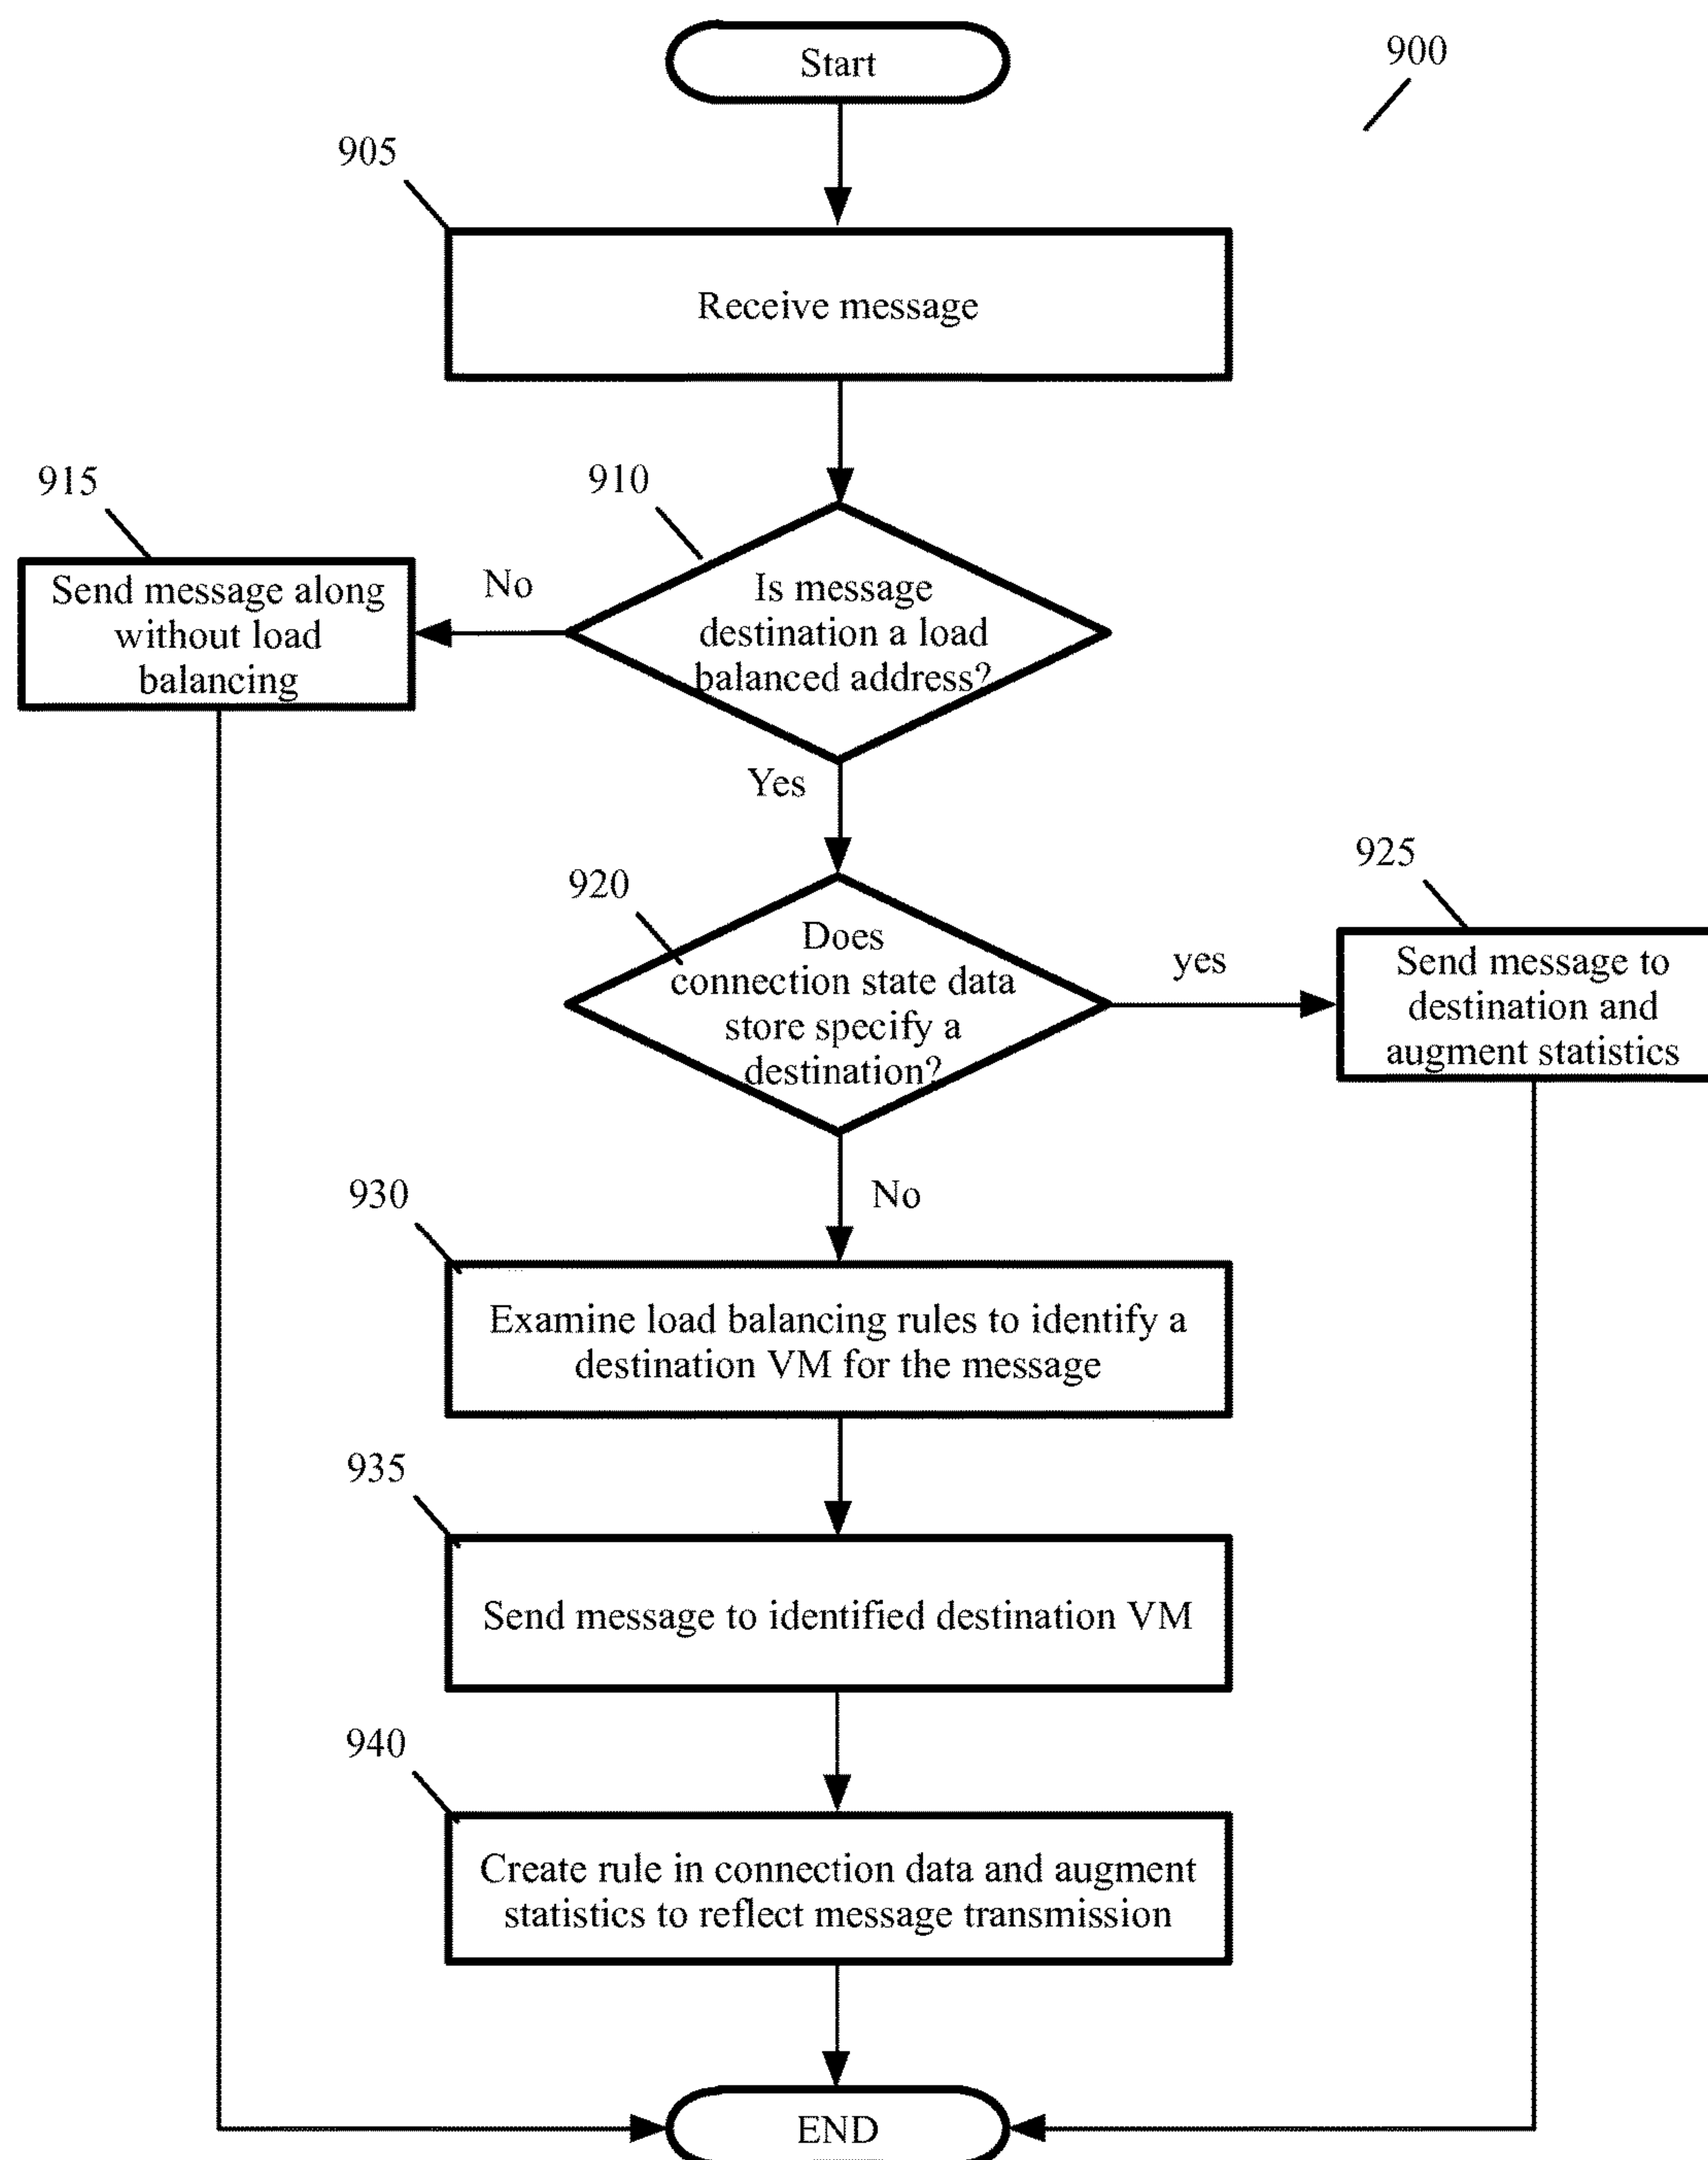 Start
900
905
Receive message
915
910
Send message along
without load
balancing
No
Is message
destination a load
balanced address?
Yes
925
920
Does
connection state data
store specify a
destination?
yes
Send message to
destination and
augment statistics
No
930
Examine load balancing rules to identify a
destination VM for the message
935
Send message to identified destination VM
940
Create rule in connection data and augment
statistics to reflect message transmission
END